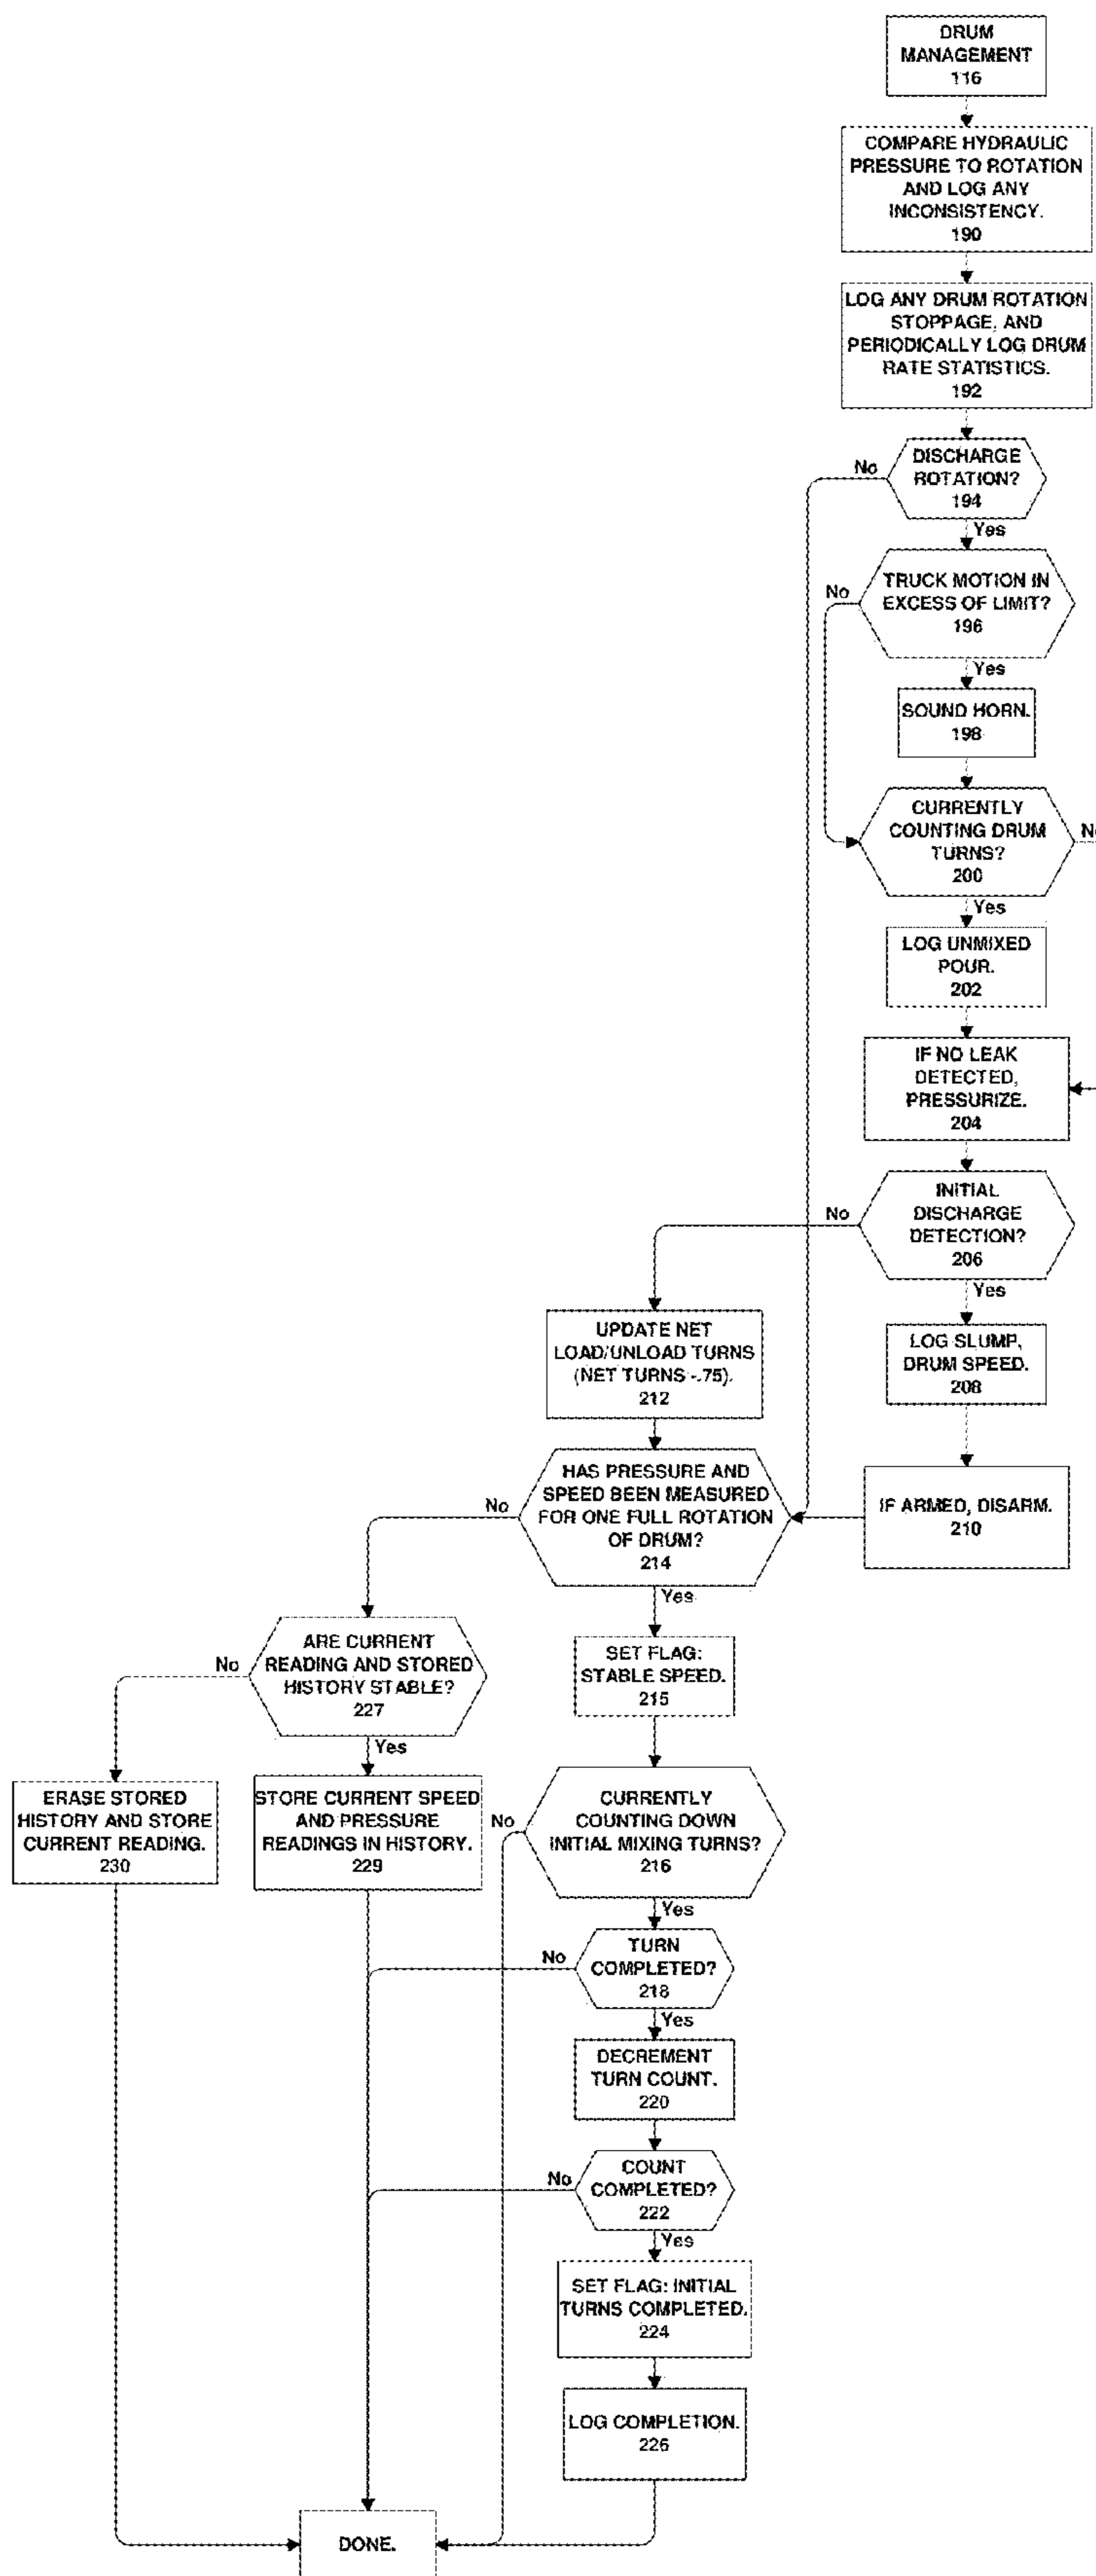 DRUM
MANAGEMENT
116
COMPARE HYDRAULIC
PRESSURE TO ROTATION
AND LOG ANY
INCONSISTENCY.
190
LOG ANY DRUM ROTATION
STOPPAGE, AND
PERIODICALLY LOG DRUM
RATE STATISTICS.
192
No
DISCHARGE
ROTATION?
194
Yes
No
TRUCK MOTION IN
EXCESS OF LIMIT?
196
Yes
SOUND HORN.
198
CURRENTLY
COUNTING DRUM
TURNS?
200
No
Yes
LOG UNMIXED
POUR.
202
IF NO LEAK
DETECTED,
PRESSURIZE.
204
No
INITIAL
DISCHARGE
DETECTION?
206
Yes
UPDATE NET
LOAD/UNLOAD TURNS
(NET TURNS -.75).
212
LOG SLUMP,
DRUM SPEED.
208
No
HAS PRESSURE AND
SPEED BEEN MEASURED
FOR ONE FULL ROTATION
OF DRUM?
214
IF ARMED, DISARM.
210
Yes
No
ARE CURRENT
READING AND STORED
HISTORY STABLE?
227
Yes
SET FLAG:
STABLE SPEED.
215
ERASE STORED
HISTORY AND STORE
CURRENT READING.
230
STORE CURRENT SPEED
AND PRESSURE
READINGS IN HISTORY.
229
No
CURRENTLY
COUNTING DOWN
INITIAL MIXING TURNS?
216
Yes
No
TURN
COMPLETED?
218
Yes
DECREMENT
TURN COUNT.
220
No
COUNT
COMPLETED?
222
Yes
SET FLAG: INITIAL
TURNS COMPLETED.
224
LOG COMPLETION.
226
DONE.